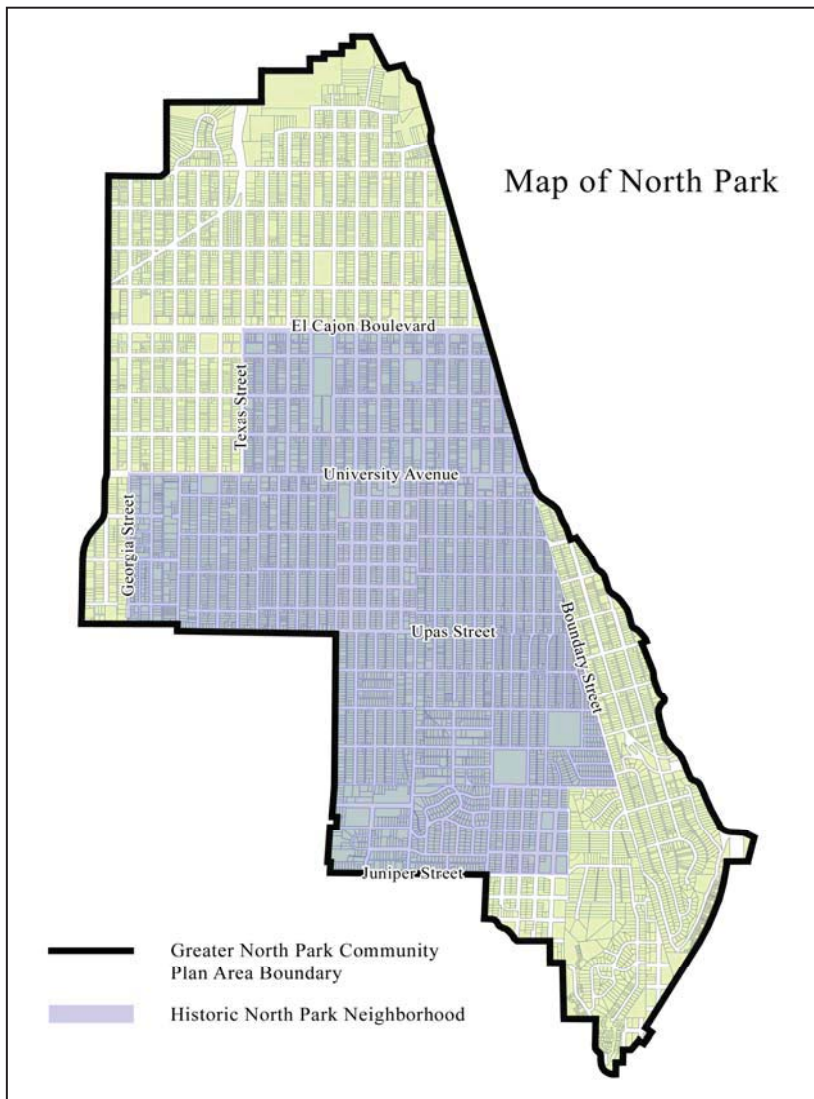 Map of North Park
El Cajon Boulevard
Texas Street
University Avenue
Georgia Street
Upas Street
Boundary Street
Juniper Street
Greater North Park Community
Plan Area Boundary
Historic North Park Neighborhood